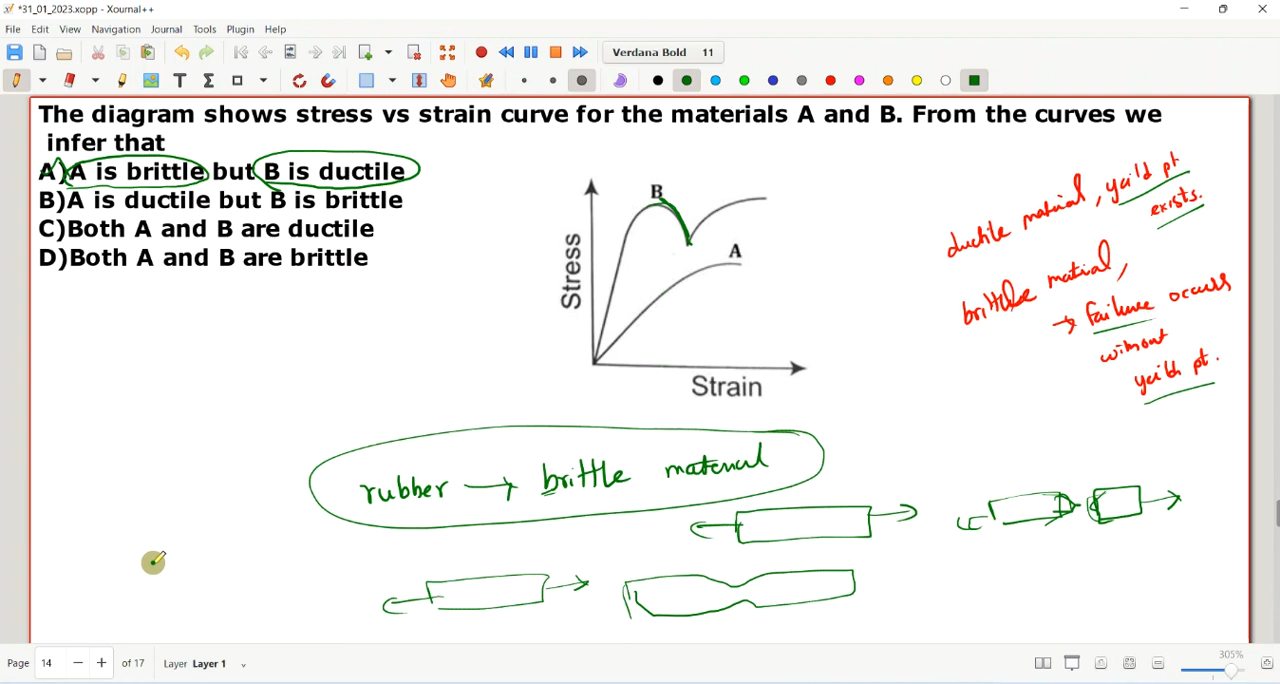 *31_01_2023.xopp - Xournal++
File Edit View Navigation Journal Tools Plugin Help
Verdana Bold 11
The diagram shows stress vs strain curve for the materials A and B. From the curves we
infer that
A)A is brittle but B is ductile
B)A is ductile but B is brittle
C)Both A and B are ductile
D)Both A and B are brittle
B
A
Stress
Strain
ductile material, yeild pt
exists.
brittle matial,
→ failure occurs
without
yeild pt.
rubber → brittle material
Page 14 of 17 Layer Layer 1
305%